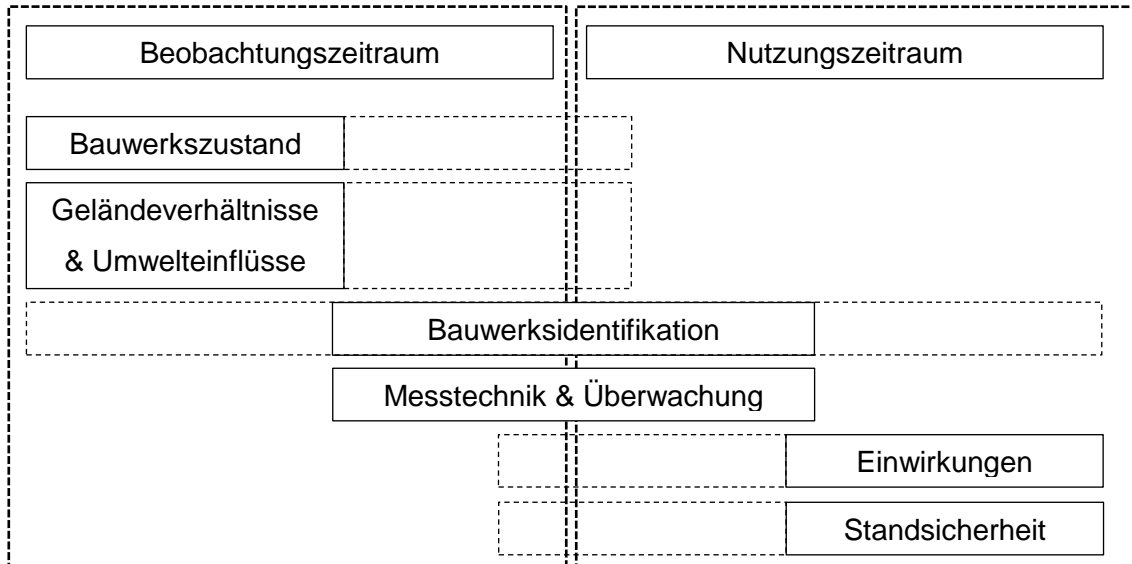 Beobachtungszeitraum
Nutzungszeitraum
Bauwerkszustand
Geländeverhältnisse
& Umwelteinflüsse
Bauwerksidentifikation
Messtechnik & Überwachung
Einwirkungen
Standsicherheit